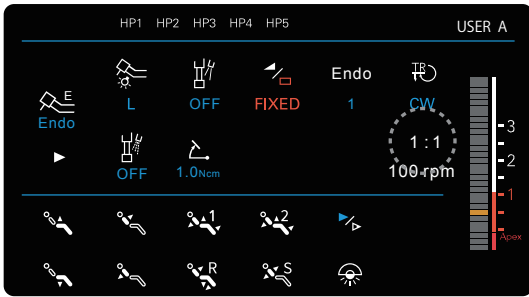 HP1 HP2 HP3 HP4 HP5
USER A
E
Endo
L
OFF
FIXED
Endo
1
TR
CW
OFF
1.0Ncm
1 : 1
100 rpm
3
2
1
Apex
1
2
R
S